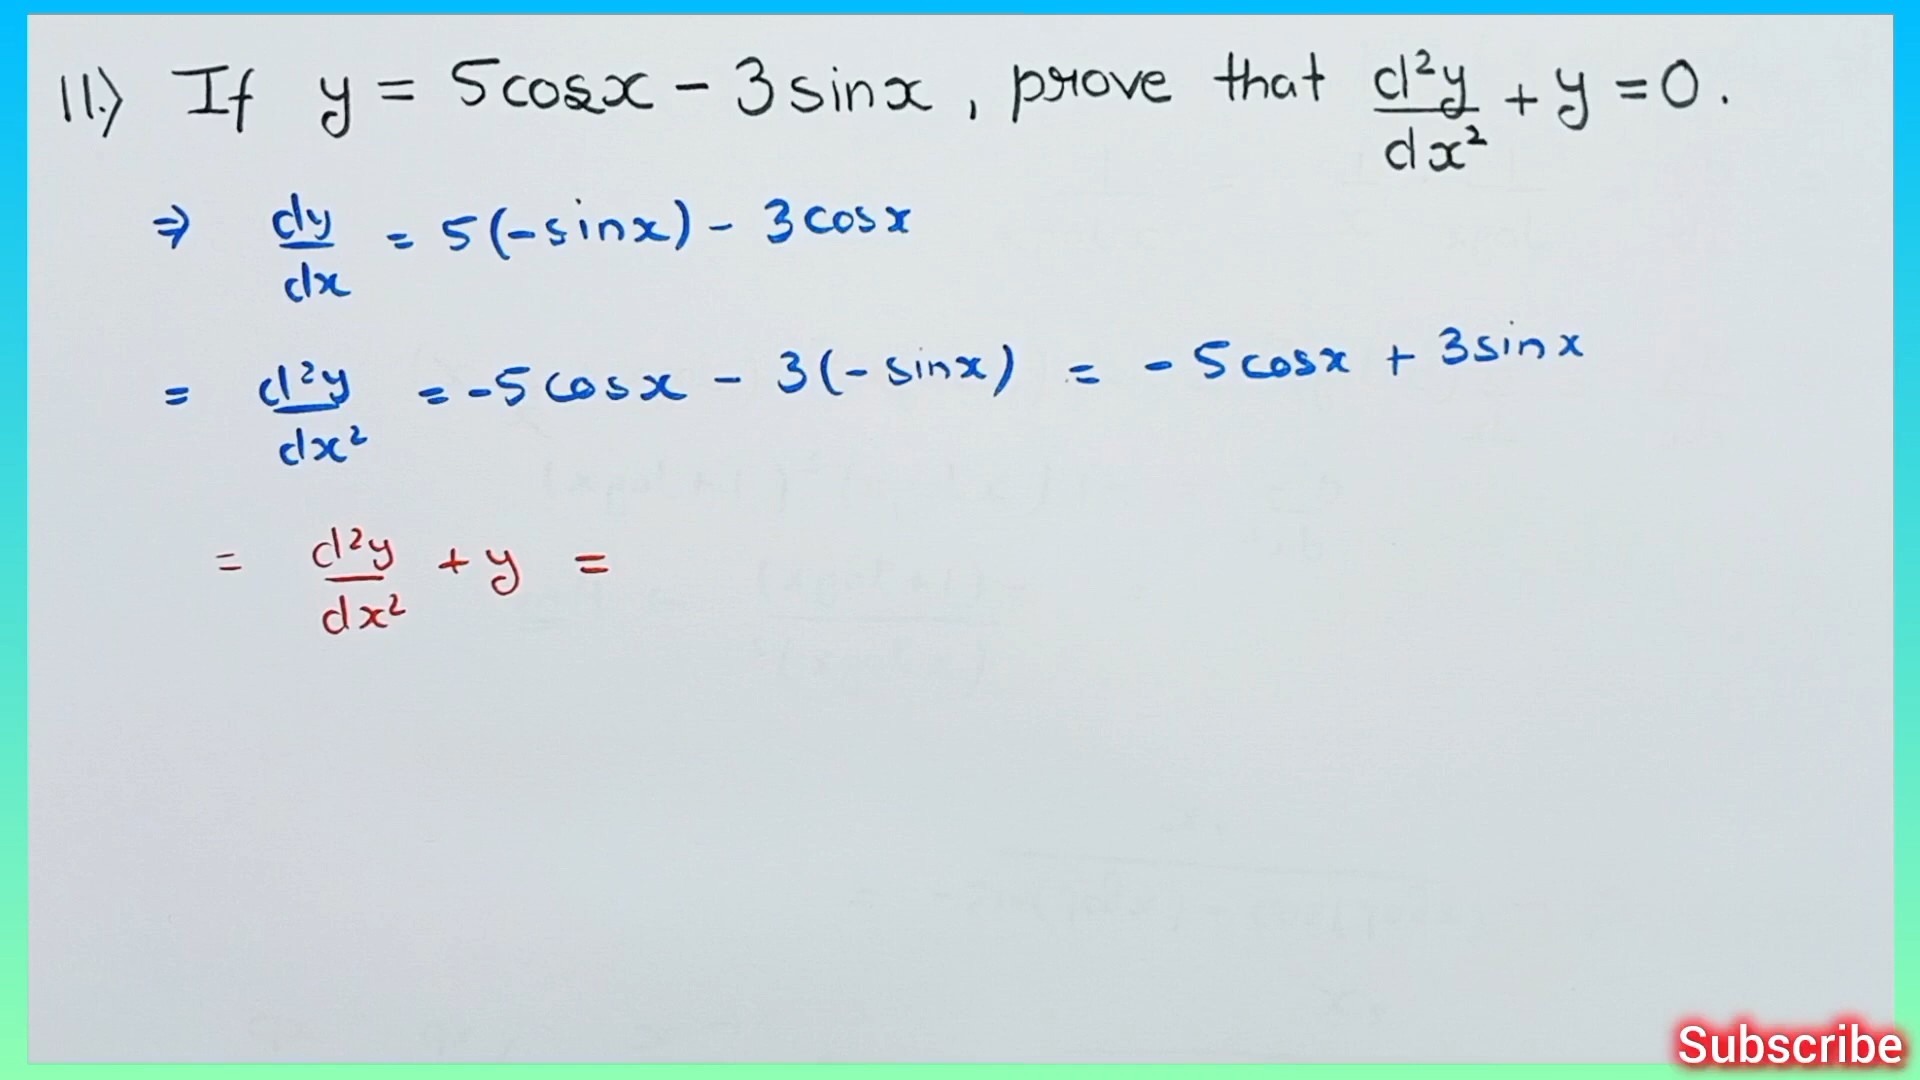 11.) If y = 5cosx - 3sinx, prove that d²y/dx² + y = 0.
⇒ dy/dx = 5(-sinx) - 3cosx
= d²y/dx² = -5cosx - 3(-sinx) = -5cosx + 3sinx
= d²y/dx² + y =
Subscribe